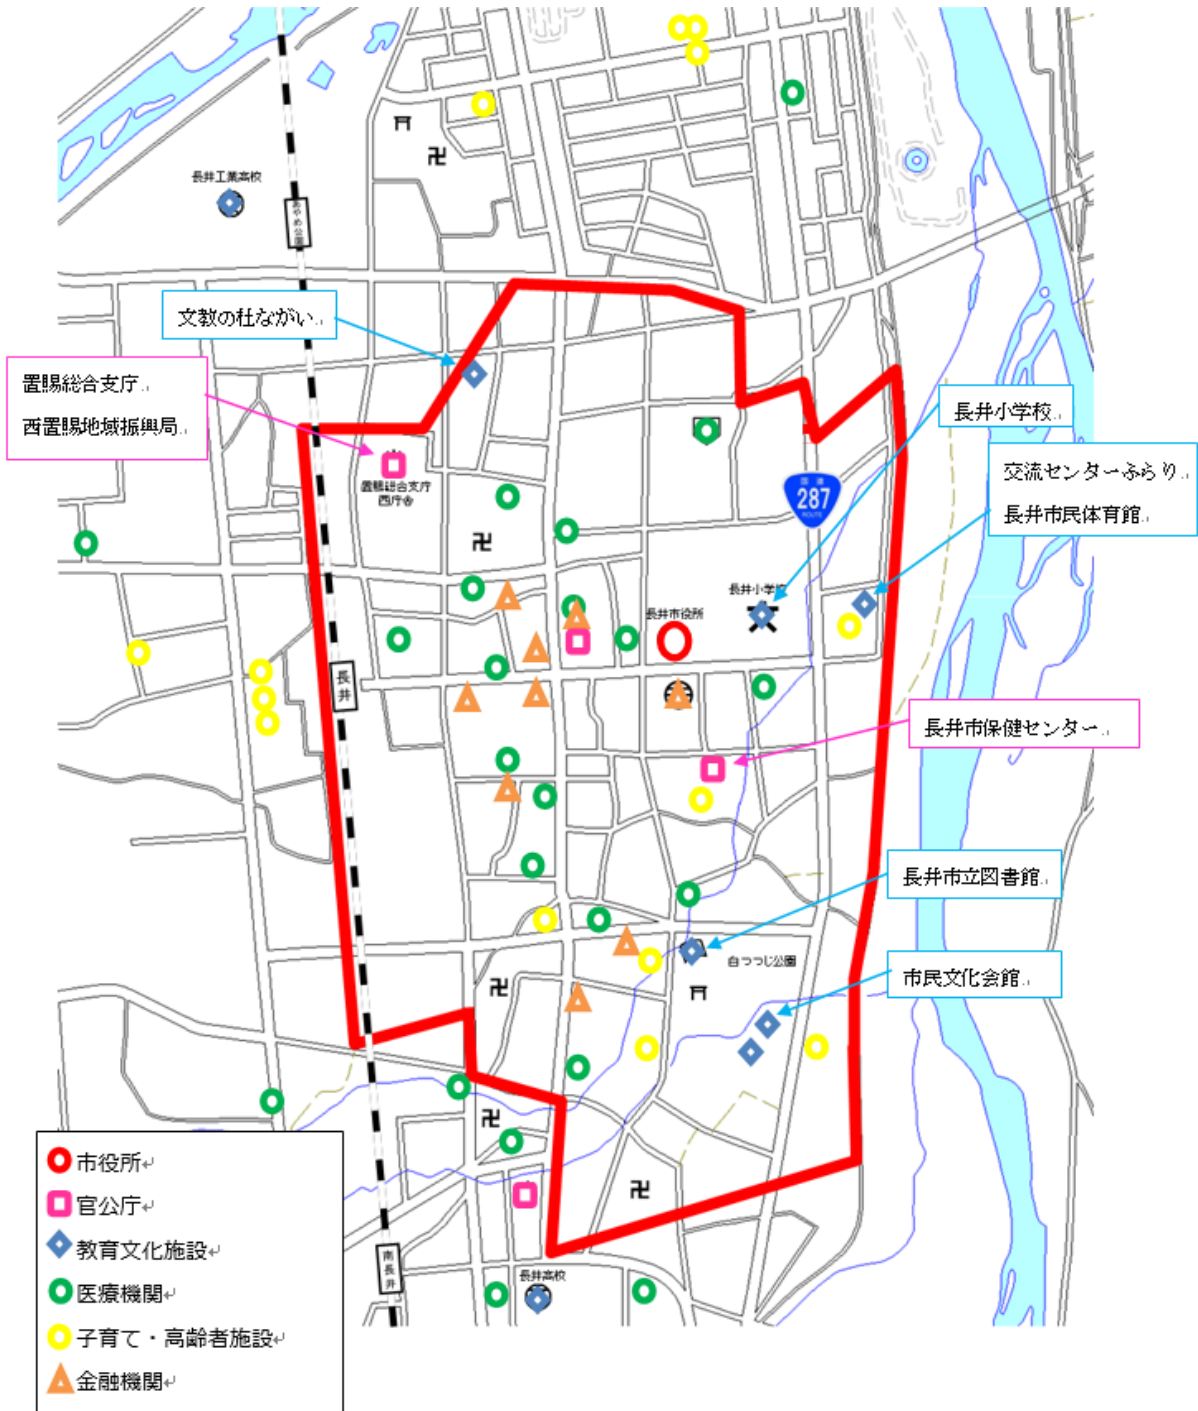 長井工業高校
あやめ公園
文教の杜ながい
置賜総合支庁
西置賜地域振興局
長井小学校
交流センターふらり
長井市民体育館
置賜総合支庁
西庁舎
国道
287
ROUTE
長井小学校
長井市役所
長井
長井市保健センター
長井市立図書館
白つつじ公園
市民文化会館
市役所
官公庁
教育文化施設
医療機関
子育て・高齢者施設
金融機関
南長井
長井高校